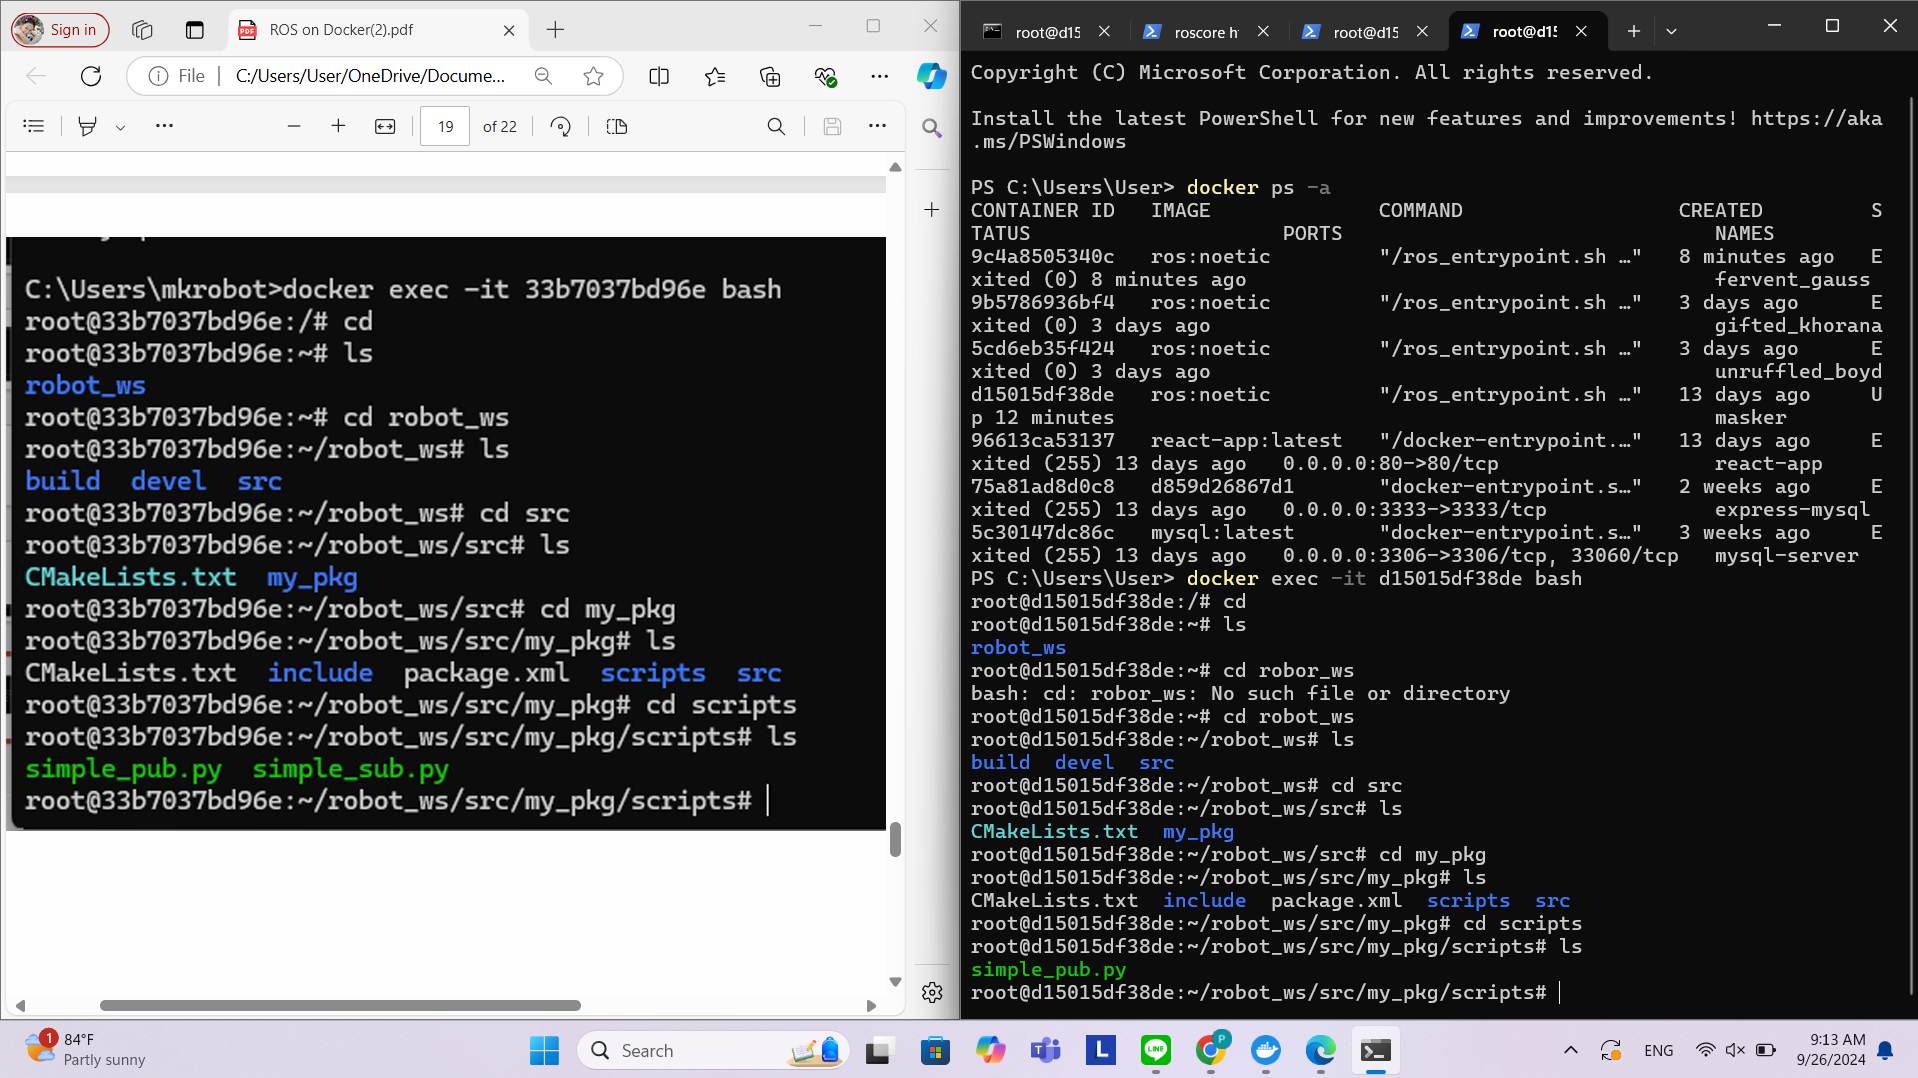 Sign in
ROS on Docker(2).pdf
File
C:/Users/User/OneDrive/Docume...
19 of 22
C:\Users\mkrobot>docker exec -it 33b7037bd96e bash
root@33b7037bd96e:/# cd
root@33b7037bd96e:~# ls
robot_ws
root@33b7037bd96e:~# cd robot_ws
root@33b7037bd96e:~/robot_ws# ls
build devel src
root@33b7037bd96e:~/robot_ws# cd src
root@33b7037bd96e:~/robot_ws/src# ls
CMakeLists.txt my_pkg
root@33b7037bd96e:~/robot_ws/src# cd my_pkg
root@33b7037bd96e:~/robot_ws/src/my_pkg# ls
CMakeLists.txt include package.xml scripts src
root@33b7037bd96e:~/robot_ws/src/my_pkg# cd scripts
root@33b7037bd96e:~/robot_ws/src/my_pkg/scripts# ls
simple_pub.py simple_sub.py
root@33b7037bd96e:~/robot_ws/src/my_pkg/scripts#
root@d15 roscore h root@d15 root@d15
Copyright (C) Microsoft Corporation. All rights reserved.
Install the latest PowerShell for new features and improvements! https://aka
.ms/PSWindows
PS C:\Users\User> docker ps -a
CONTAINER ID IMAGE COMMAND CREATED S
TATUS PORTS NAMES
9c4a8505340c ros:noetic "/ros_entrypoint.sh …" 8 minutes ago E
xited (0) 8 minutes ago fervent_gauss
9b5786936bf4 ros:noetic "/ros_entrypoint.sh …" 3 days ago E
xited (0) 3 days ago gifted_khorana
5cd6eb35f424 ros:noetic "/ros_entrypoint.sh …" 3 days ago E
xited (0) 3 days ago unruffled_boyd
d15015df38de ros:noetic "/ros_entrypoint.sh …" 13 days ago U
p 12 minutes masker
96613ca53137 react-app:latest "/docker-entrypoint.…" 13 days ago E
xited (255) 13 days ago 0.0.0.0:80->80/tcp react-app
75a81ad8d0c8 d859d26867d1 "docker-entrypoint.s…" 2 weeks ago E
xited (255) 13 days ago 0.0.0.0:3333->3333/tcp express-mysql
5c30147dc86c mysql:latest "docker-entrypoint.s…" 3 weeks ago E
xited (255) 13 days ago 0.0.0.0:3306->3306/tcp, 33060/tcp mysql-server
PS C:\Users\User> docker exec -it d15015df38de bash
root@d15015df38de:/# cd
root@d15015df38de:~# ls
robot_ws
root@d15015df38de:~# cd robor_ws
bash: cd: robor_ws: No such file or directory
root@d15015df38de:~# cd robot_ws
root@d15015df38de:~/robot_ws# ls
build devel src
root@d15015df38de:~/robot_ws# cd src
root@d15015df38de:~/robot_ws/src# ls
CMakeLists.txt my_pkg
root@d15015df38de:~/robot_ws/src# cd my_pkg
root@d15015df38de:~/robot_ws/src/my_pkg# ls
CMakeLists.txt include package.xml scripts src
root@d15015df38de:~/robot_ws/src/my_pkg# cd scripts
root@d15015df38de:~/robot_ws/src/my_pkg/scripts# ls
simple_pub.py
root@d15015df38de:~/robot_ws/src/my_pkg/scripts#
1
84°F
Partly sunny
Search
ENG
9:13 AM
9/26/2024